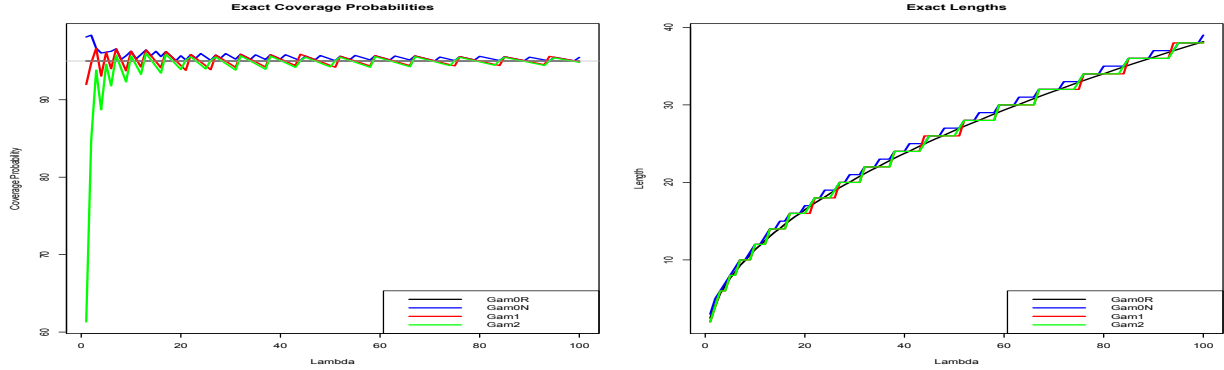 Exact Coverage Probabilities
Coverage Probability
90
80
70
60
0
20
40
60
80
100
Lambda
Gam0R
Gam0N
Gam1
Gam2
Exact Lengths
Length
40
30
20
10
0
20
40
60
80
100
Lambda
Gam0R
Gam0N
Gam1
Gam2